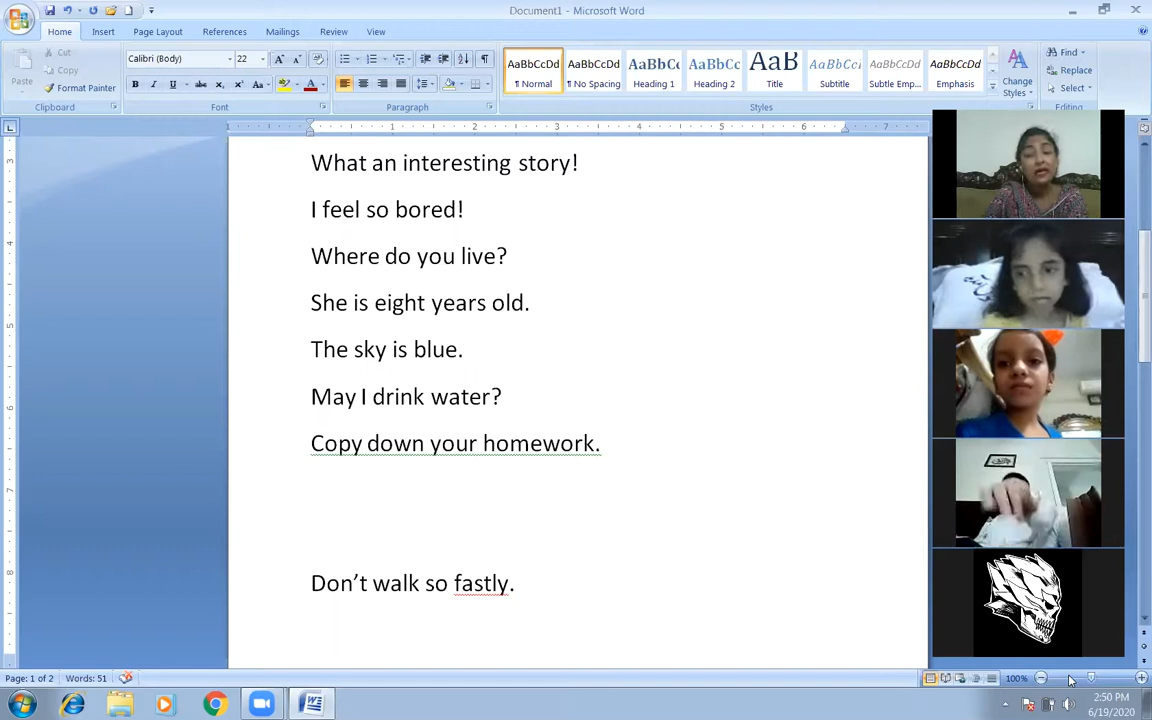 Document1 - Microsoft Word
Home Insert Page Layout References Mailings Review View
Cut
Copy
Format Painter
Paste
Clipboard
Calibri (Body) 22
Font
Paragraph
AaBbCcDd AaBbCcDd AaBbCc AaBbCc AaB AaBbCcI AaBbCcDd AaBbCcDd
¶ Normal ¶ No Spacing Heading 1 Heading 2 Title Subtitle Subtle Emp... Emphasis
Styles
Change Styles
Find
Replace
Select
Editing
What an interesting story!
I feel so bored!
Where do you live?
She is eight years old.
The sky is blue.
May I drink water?
Copy down your homework.
Don’t walk so fastly.
Page: 1 of 2 Words: 51
100%
2:50 PM
6/19/2020